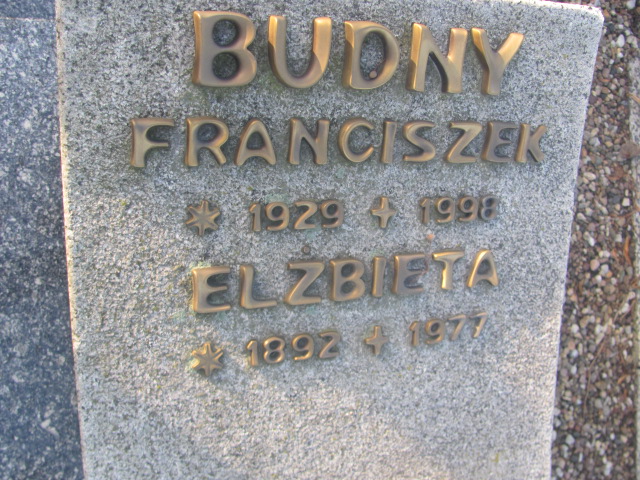 BUDNY
FRANCISZEK
* 1929 + 1998
ELZBIETA
* 1892 + 1977